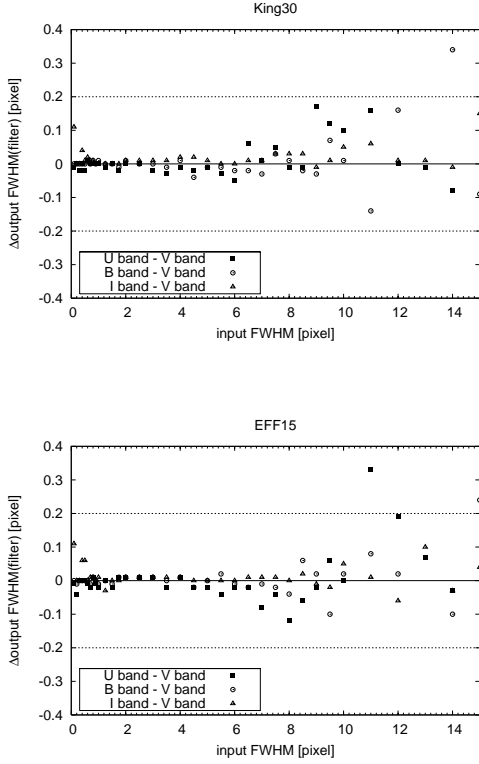 King30
Δoutput FWHM(filter) [pixel]
0.4
0.3
0.2
0.1
0
-0.1
-0.2
-0.3
-0.4
U band - V band
B band - V band
I band - V band
0 2 4 6 8 10 12 14
input FWHM [pixel]
EFF15
Δoutput FWHM(filter) [pixel]
0.4
0.3
0.2
0.1
0
-0.1
-0.2
-0.3
-0.4
U band - V band
B band - V band
I band - V band
0 2 4 6 8 10 12 14
input FWHM [pixel]